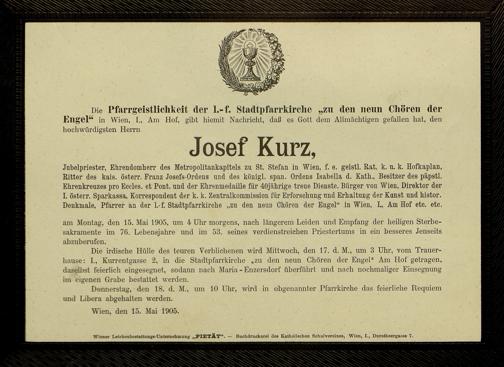 Die Pfarrgeistlichkeit der l.-f. Stadtpfarrkirche „zu den neun Chören der
Engel“ in Wien, I., Am Hof, gibt hiemit Nachricht, daß es Gott dem Allmächtigen gefallen hat, den
hochwürdigsten Herrn
Josef Kurz,
Jubelpriester, Ehrendomherr des Metropolitankapitels zu St. Stefan in Wien, f. e. geistl. Rat, k. u. k. Hofkaplan,
Ritter des kais. österr. Franz Josefs-Ordens und des königl. span. Ordens Isabella d. Kath., Besitzer des päpstl.
Ehrenkreuzes pro Eccles. et Pont. und der Ehrenmedaille für 40jährige treue Dienste, Bürger von Wien, Direktor der
I. österr. Sparkassa, Korrespondent der k. k. Zentralkommission für Erforschung und Erhaltung der Kunst und histor.
Denkmale, Pfarrer an der l.-f. Stadtpfarrkirche „zu den neun Chören der Engel“ in Wien, I., Am Hof etc. etc.
am Montag, den 15. Mai 1905, um 4 Uhr morgens, nach längerem Leiden und Empfang der heiligen Sterbe-
sakramente im 76. Lebensjahre und im 53. seines verdienstreichen Priestertums in ein besseres Jenseits
abzuberufen.
Die irdische Hülle des teuren Verblichenen wird Mittwoch, den 17. d. M., um 3 Uhr, vom Trauer-
hause: I., Kurrentgasse 2, in die Stadtpfarrkirche „zu den neun Chören der Engel“ Am Hof getragen,
daselbst feierlich eingesegnet, sodann nach Maria-Enzersdorf überführt und nach nochmaliger Einsegnung
im eigenen Grabe bestattet werden.
Donnerstag, den 18. d. M., um 10 Uhr, wird in obgenannter Pfarrkirche das feierliche Requiem
und Libera abgehalten werden.
Wien, den 15. Mai 1905.
Wiener Leichenbestattungs-Unternehmung „PIETÄT“. — Buchdruckerei des Katholischen Schulvereines, Wien, I., Dorotheergasse 7.